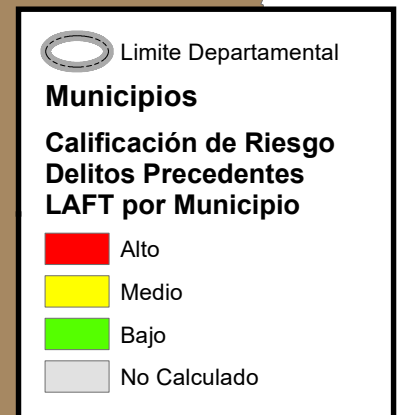 Limite Departamental
Municipios
Calificación de Riesgo
Delitos Precedentes
LAFT por Municipio
Alto
Medio
Bajo
No Calculado